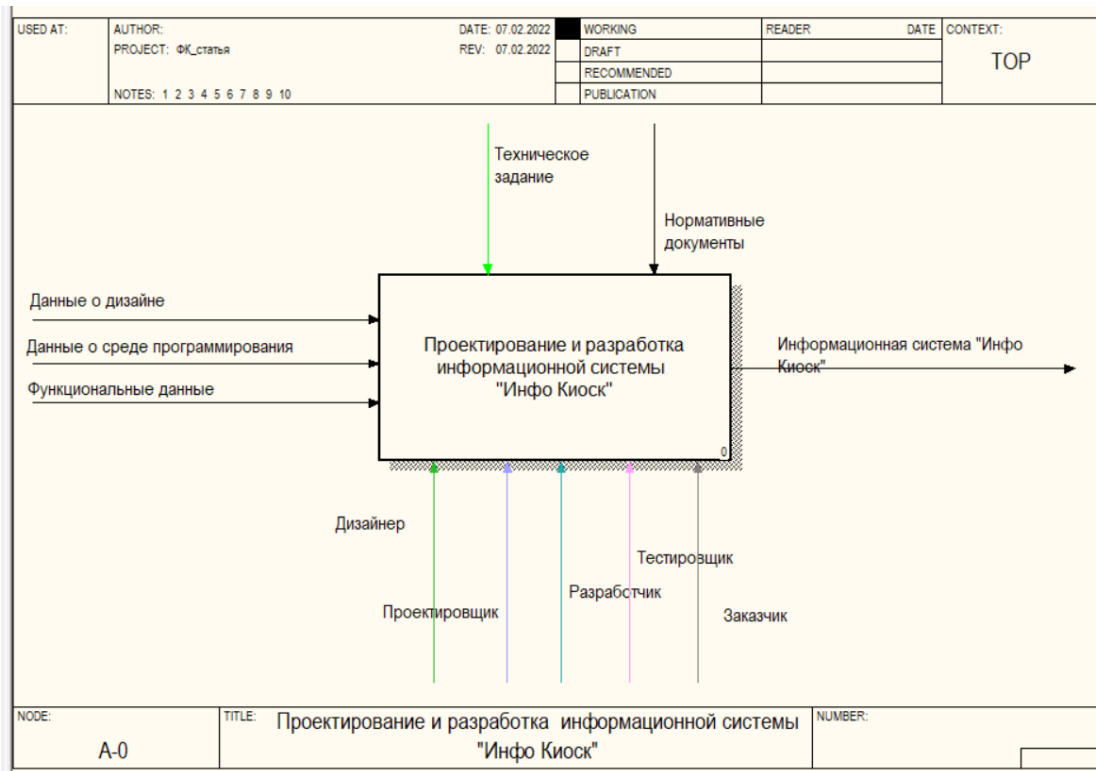 USED AT:
AUTHOR:
DATE: 07.02.2022
WORKING
READER
DATE
CONTEXT:
PROJECT: ФК_статья
REV: 07.02.2022
DRAFT
TOP
RECOMMENDED
NOTES: 1 2 3 4 5 6 7 8 9 10
PUBLICATION
Техническое
задание
Нормативные
документы
Данные о дизайне
Данные о среде программирования
Функциональные данные
Проектирование и разработка
информационной системы
"Инфо Киоск"
0
Информационная система "Инфо
Киоск"
Дизайнер
Тестировщик
Разработчик
Проектировщик
Заказчик
NODE:
A-0
TITLE:
Проектирование и разработка информационной системы
"Инфо Киоск"
NUMBER: